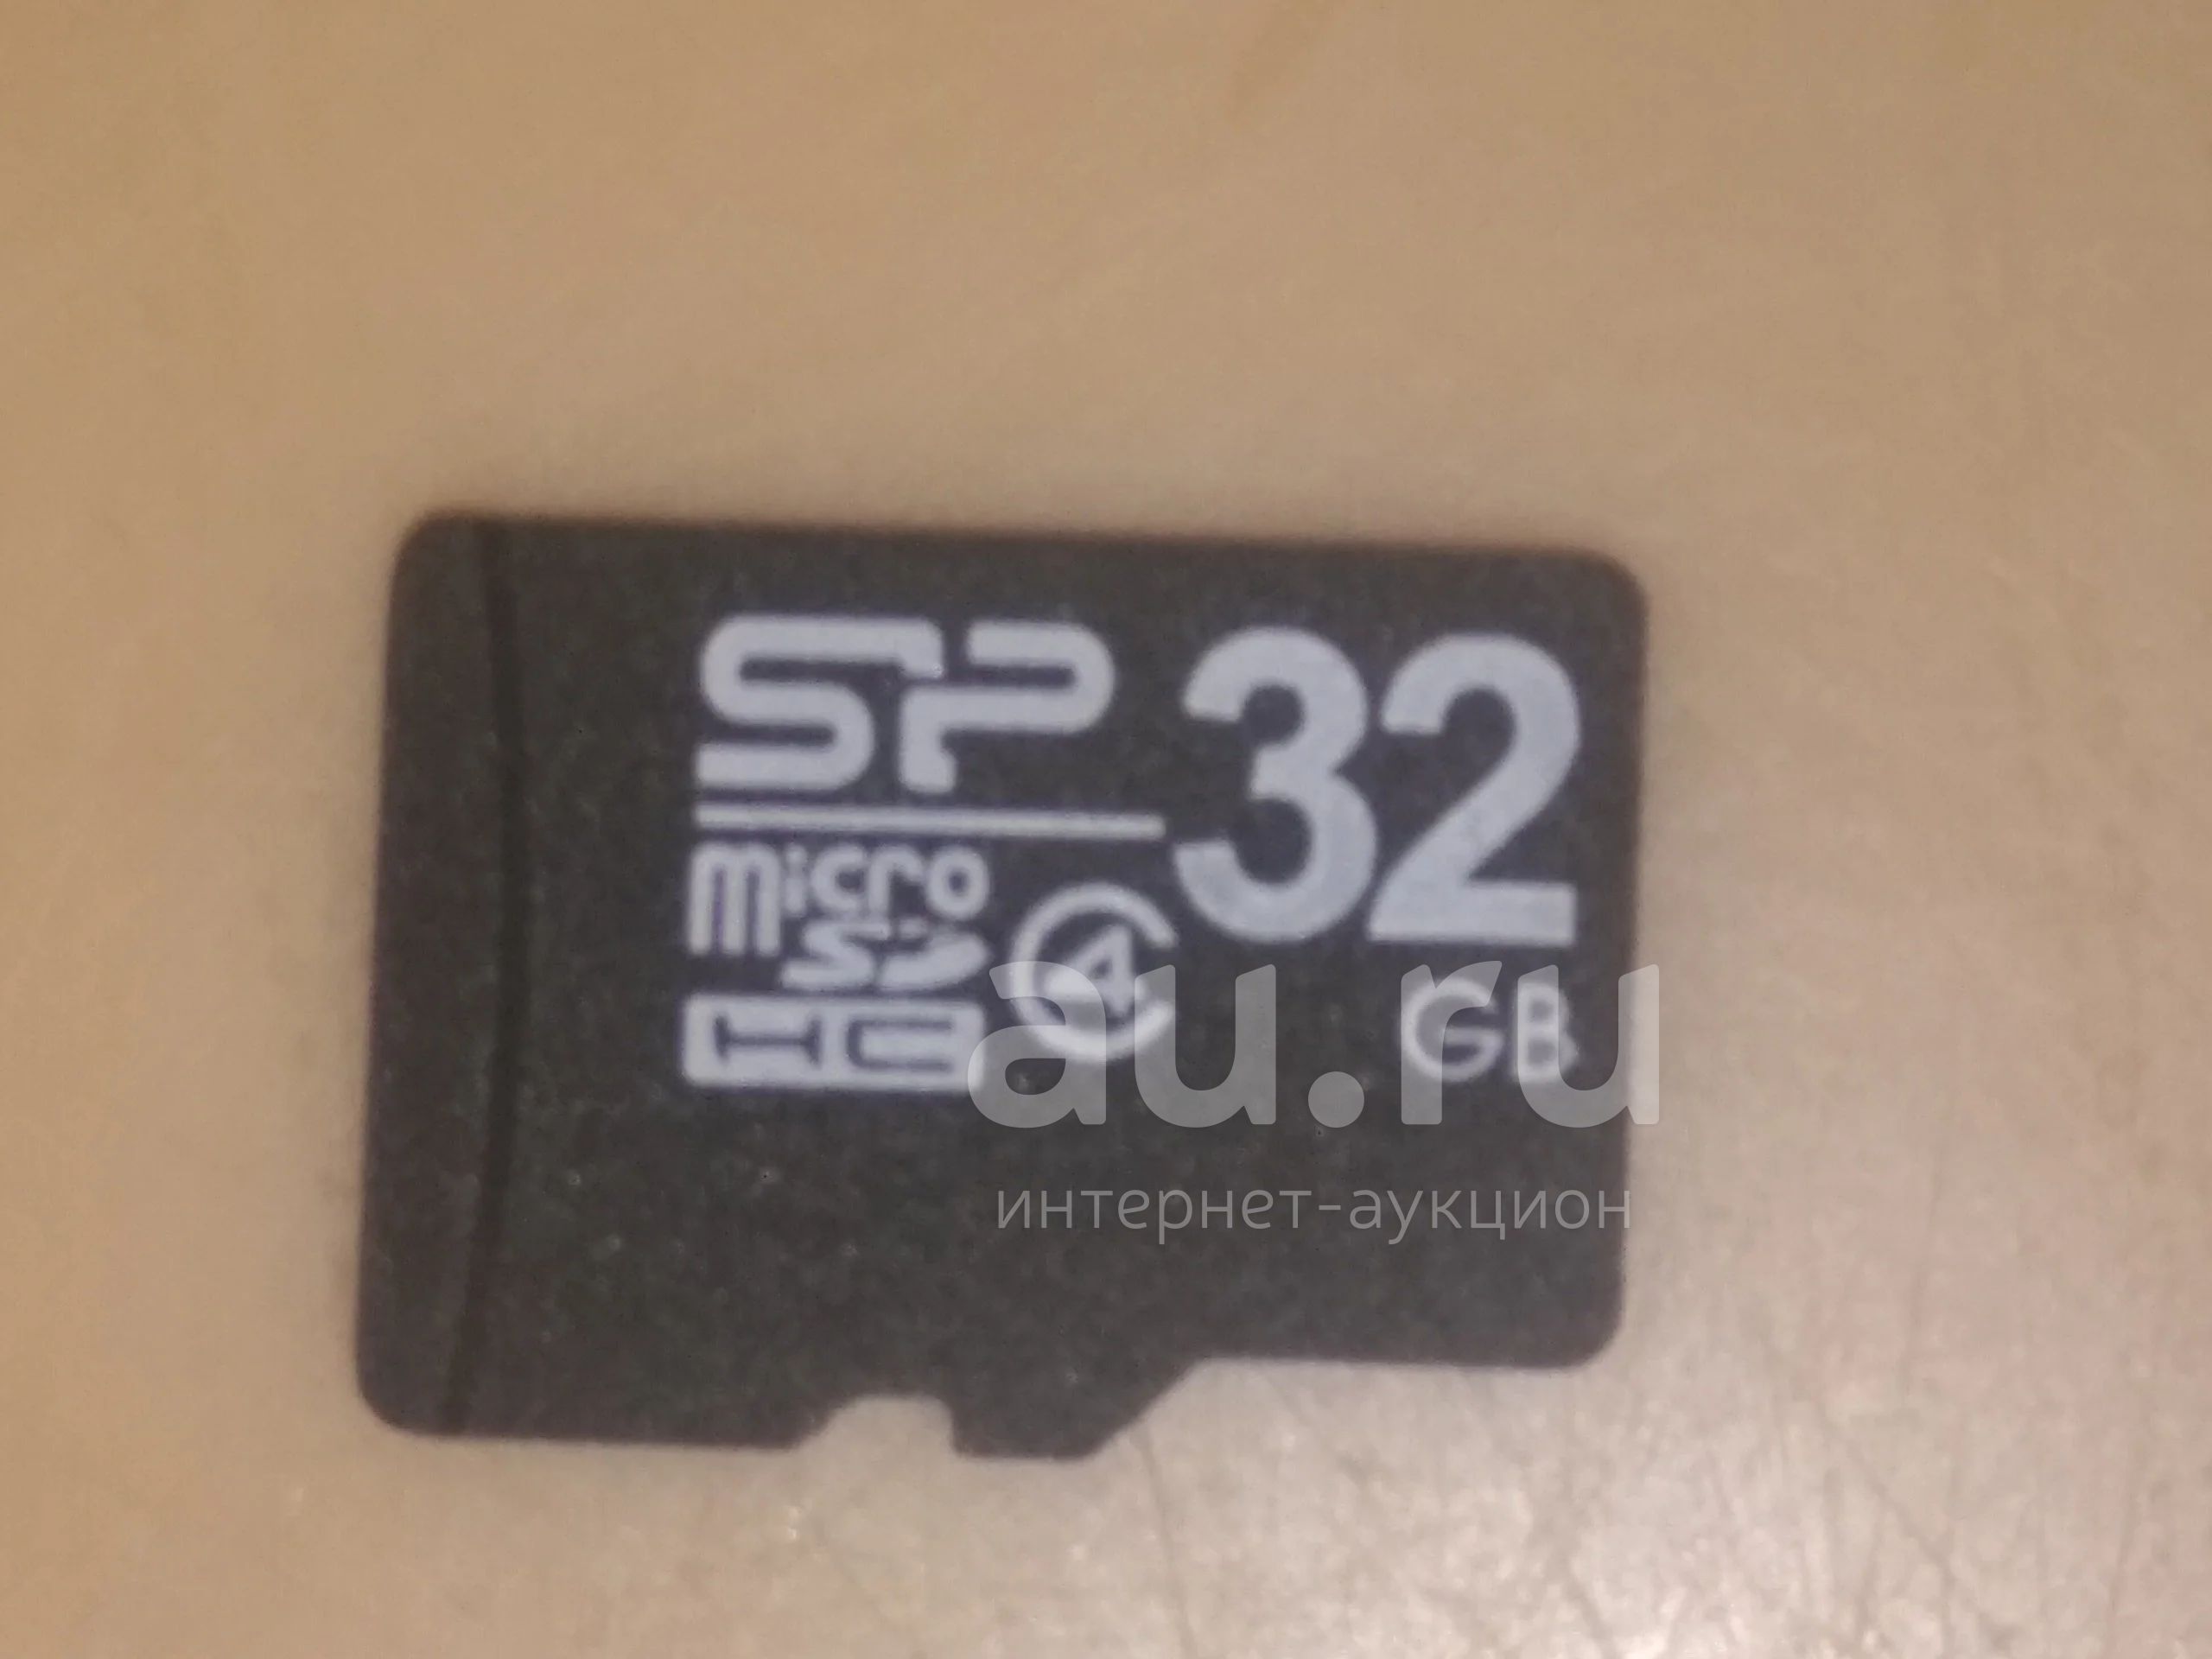 SP 32
micro
SD
HC
4
GB
au.ru
интернет-аукцион